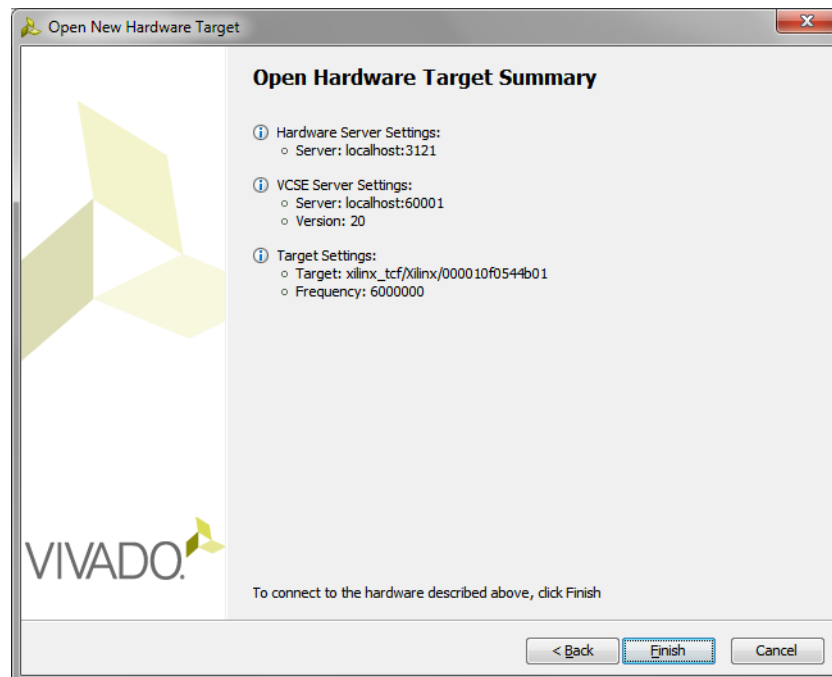 Open New Hardware Target
Open Hardware Target Summary
Hardware Server Settings:
Server: localhost:3121
VCSE Server Settings:
Server: localhost:60001
Version: 20
Target Settings:
Target: xilinx_tcf/Xilinx/000010f0544b01
Frequency: 6000000
VIVADO.
To connect to the hardware described above, click Finish
< Back
Finish
Cancel